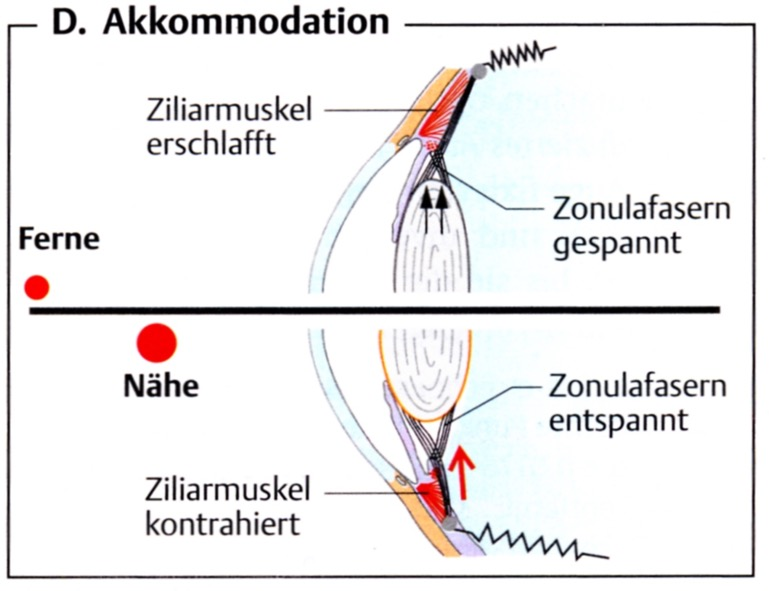 D. Akkommodation
Ziliarmuskel
erschlafft
Zonulafasern
gespannt
Ferne
Nähe
Zonulafasern
entspannt
Ziliarmuskel
kontrahiert